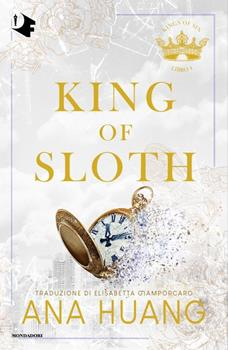 KINGS OF SIN
LIBRO 4
KING
OF
SLOTH
TRADUZIONE DI ELISABETTA GIAMPORCARO
ANA HUANG
MONDADORI